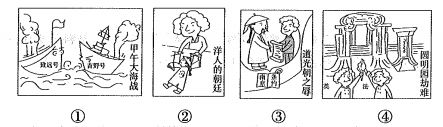 甲午大海战
致远号
吉野号
洋人的朝廷
道光朝之辱
南京
条约
圆明园劫难
英
法
① ② ③ ④